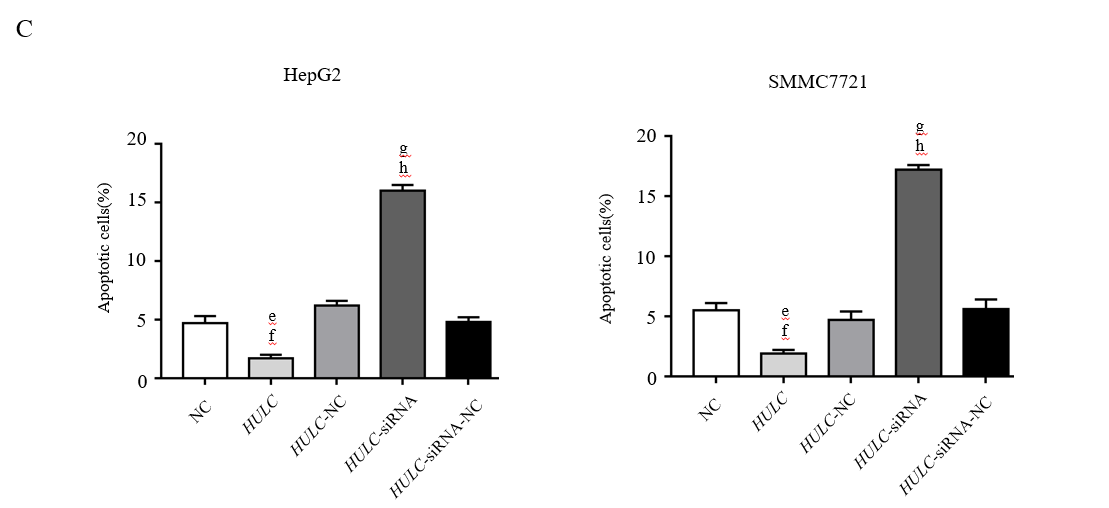 C
HepG2
Apoptotic cells(%)
20
15
10
5
0
g
h
e
f
NC
HULC
HULC-NC
HULC-siRNA
HULC-siRNA-NC
SMMC7721
Apoptotic cells(%)
20
15
10
5
0
g
h
e
f
NC
HULC
HULC-NC
HULC-siRNA
HULC-siRNA-NC